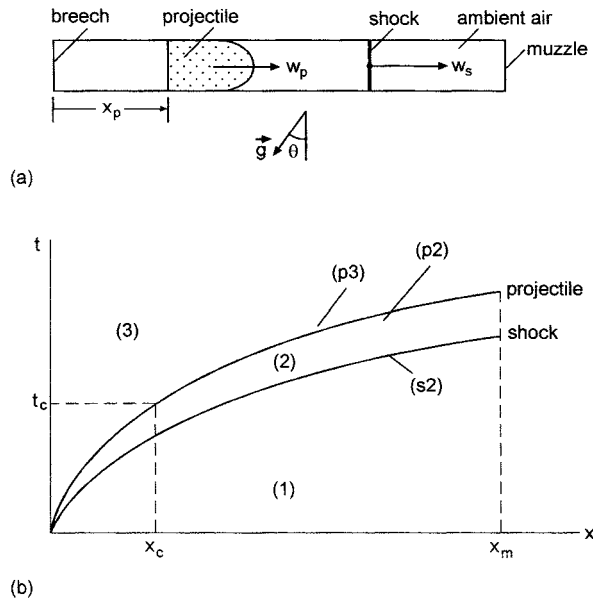 breech
projectile
shock
ambient air
muzzle
w_p
w_s
x_p
g
θ
(a)
t
(p2)
(p3)
projectile
(3)
shock
(2)
(s2)
t_c
(1)
x_c
x_m
x
(b)